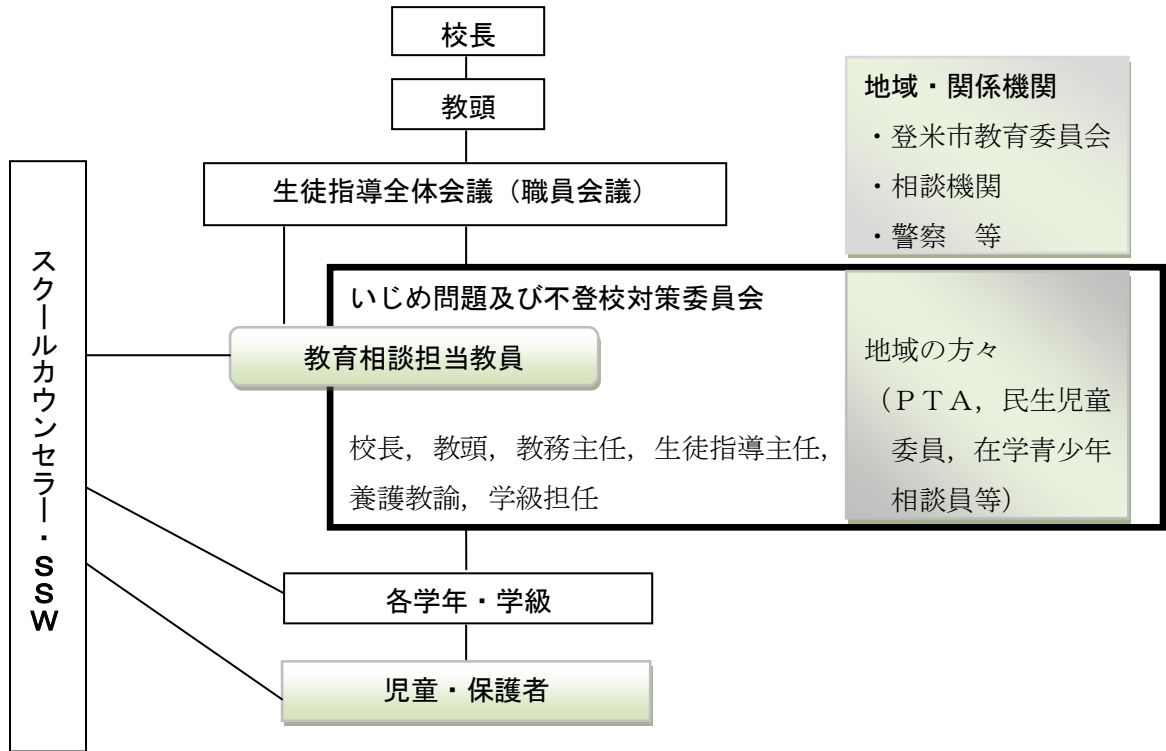 校長
教頭
地域・関係機関
・登米市教育委員会
・相談機関
・警察　等
生徒指導全体会議（職員会議）
スクールカウンセラー・ＳＳＷ
いじめ問題及び不登校対策委員会
教育相談担当教員
校長，教頭，教務主任，生徒指導主任，
養護教諭，学級担任
地域の方々
（ＰＴＡ，民生児童
委員，在学青少年
相談員等）
各学年・学級
児童・保護者